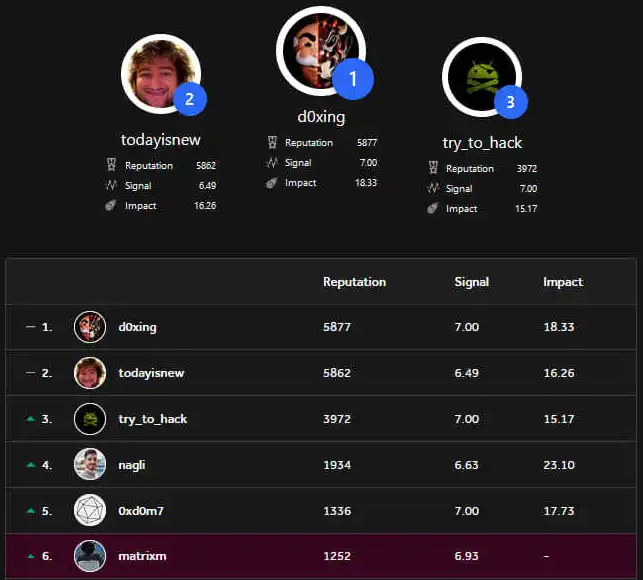 2
1
3
todayisnew
Reputation 5862
Signal 6.49
Impact 16.26
d0xing
Reputation 5877
Signal 7.00
Impact 18.33
try_to_hack
Reputation 3972
Signal 7.00
Impact 15.17
Reputation Signal Impact
— 1. d0xing 5877 7.00 18.33
— 2. todayisnew 5862 6.49 16.26
3. try_to_hack 3972 7.00 15.17
4. nagli 1934 6.63 23.10
5. 0xd0m7 1336 7.00 17.73
6. matrixm 1252 6.93 -